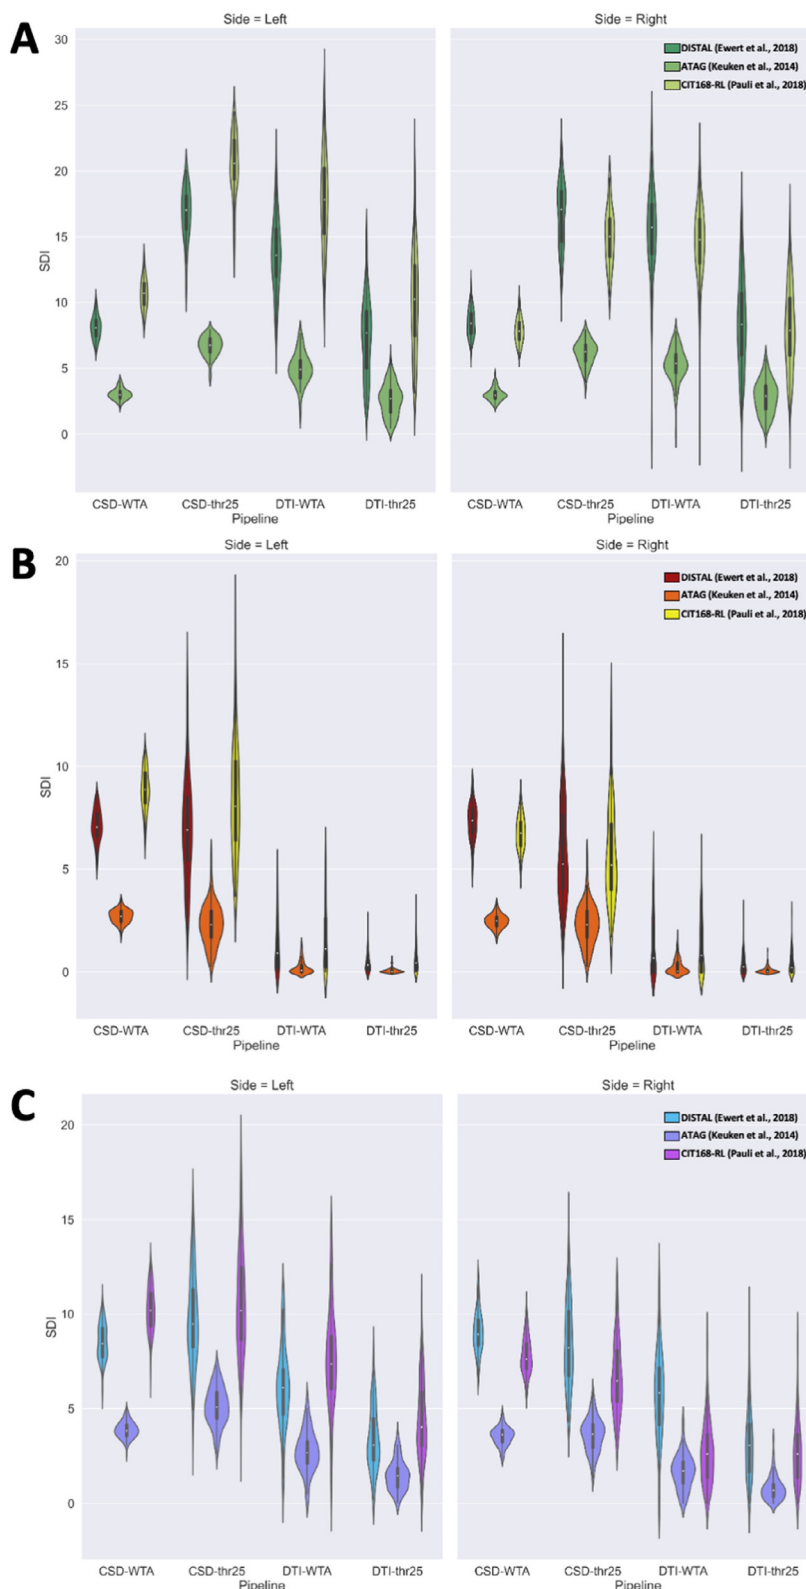 A
Side = Left
Side = Right
30
25
20
15
10
5
0
SDI
DISTAL (Ewert et al., 2018)
ATAG (Keuken et al., 2014)
CIT168-RL (Pauli et al., 2018)
CSD-WTA
CSD-thr25
DTI-WTA
DTI-thr25
Pipeline
CSD-WTA
CSD-thr25
DTI-WTA
DTI-thr25
Pipeline
B
Side = Left
Side = Right
20
15
10
5
0
SDI
DISTAL (Ewert et al., 2018)
ATAG (Keuken et al., 2014)
CIT168-RL (Pauli et al., 2018)
CSD-WTA
CSD-thr25
DTI-WTA
DTI-thr25
Pipeline
CSD-WTA
CSD-thr25
DTI-WTA
DTI-thr25
Pipeline
C
Side = Left
Side = Right
20
15
10
5
0
SDI
DISTAL (Ewert et al., 2018)
ATAG (Keuken et al., 2014)
CIT168-RL (Pauli et al., 2018)
CSD-WTA
CSD-thr25
DTI-WTA
DTI-thr25
Pipeline
CSD-WTA
CSD-thr25
DTI-WTA
DTI-thr25
Pipeline